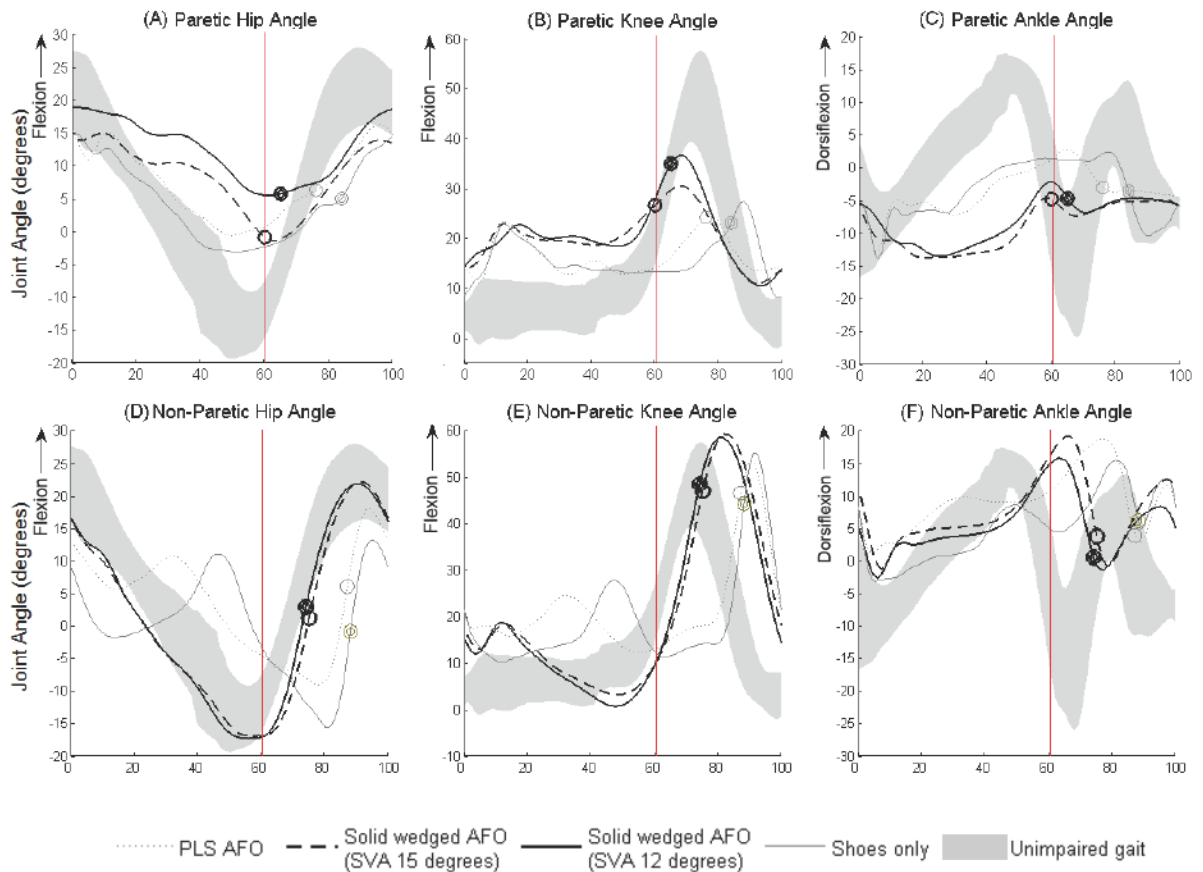 (A) Paretic Hip Angle
(B) Paretic Knee Angle
(C) Paretic Ankle Angle
Joint Angle (degrees)
Flexion
30
25
20
15
10
5
0
-5
-10
-15
-20
0 20 40 60 80 100
Flexion
60
50
40
30
20
10
0
0 20 40 60 80 100
Dorsiflexion
20
15
10
5
0
-5
-10
-15
-20
-25
-30
0 20 40 60 80 100
(D) Non-Paretic Hip Angle
(E) Non-Paretic Knee Angle
(F) Non-Paretic Ankle Angle
Joint Angle (degrees)
Flexion
30
25
20
15
10
5
0
-5
-10
-15
-20
0 20 40 60 80 100
Flexion
60
50
40
30
20
10
0
-10
0 20 40 60 80 100
Dorsiflexion
20
15
10
5
0
-5
-10
-15
-20
-25
-30
0 20 40 60 80 100
PLS AFO
Solid wedged AFO
(SVA 15 degrees)
Solid wedged AFO
(SVA 12 degrees)
Shoes only
Unimpaired gait